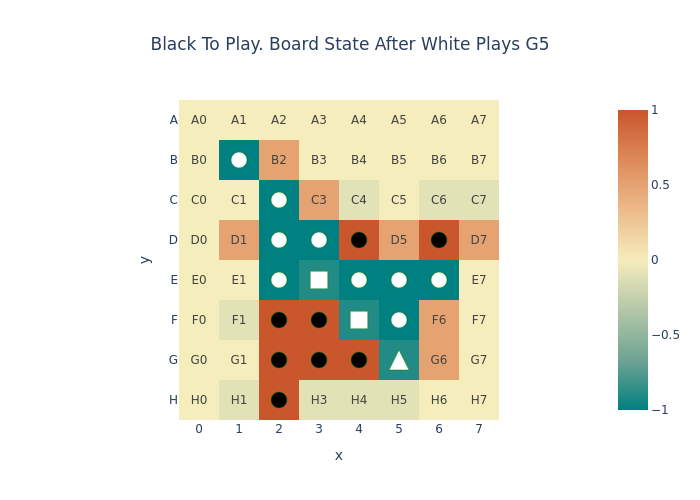 Black To Play. Board State After White Plays G5
A A0 A1 A2 A3 A4 A5 A6 A7
B B0 B2 B3 B4 B5 B6 B7
C C0 C1 C3 C4 C5 C6 C7
D D0 D1 D5 D7
E E0 E1 E7
F F0 F1 F6 F7
G G0 G1 G6 G7
H H0 H1 H3 H4 H5 H6 H7
0 1 2 3 4 5 6 7
x
y
1
0.5
0
−0.5
−1